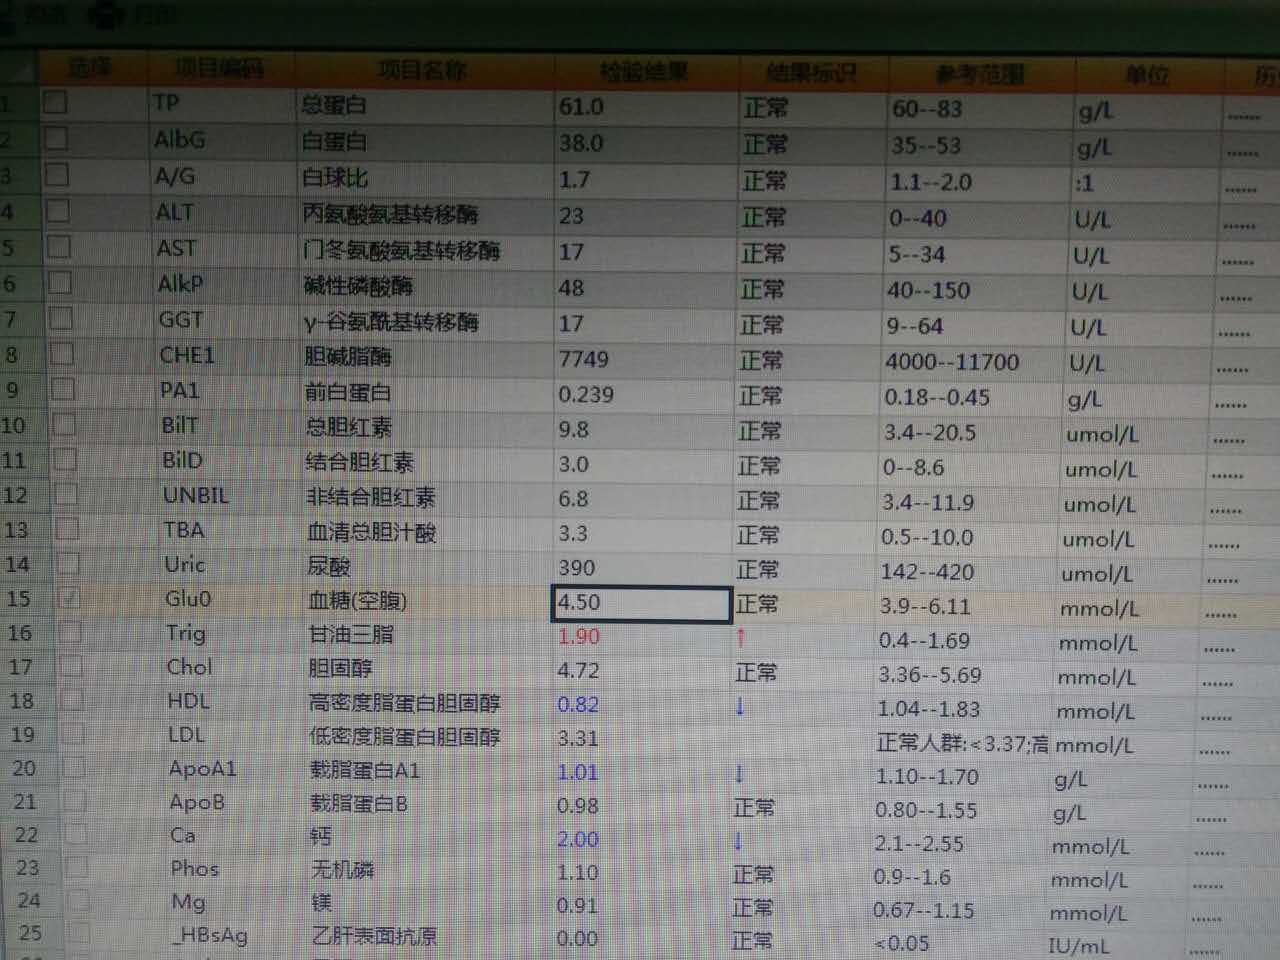 选择 项目编码 项目名称 检验结果 结果标识 参考范围 单位 历
1 TP 总蛋白 61.0 正常 60--83 g/L ......
2 AlbG 白蛋白 38.0 正常 35--53 g/L ......
3 A/G 白球比 1.7 正常 1.1--2.0 :1 ......
4 ALT 丙氨酸氨基转移酶 23 正常 0--40 U/L ......
5 AST 门冬氨酸氨基转移酶 17 正常 5--34 U/L ......
6 AlkP 碱性磷酸酶 48 正常 40--150 U/L ......
7 GGT γ-谷氨酰基转移酶 17 正常 9--64 U/L ......
8 CHE1 胆碱脂酶 7749 正常 4000--11700 U/L ......
9 PA1 前白蛋白 0.239 正常 0.18--0.45 g/L ......
10 BilT 总胆红素 9.8 正常 3.4--20.5 umol/L ......
11 BilD 结合胆红素 3.0 正常 0--8.6 umol/L ......
12 UNBIL 非结合胆红素 6.8 正常 3.4--11.9 umol/L ......
13 TBA 血清总胆汁酸 3.3 正常 0.5--10.0 umol/L ......
14 Uric 尿酸 390 正常 142--420 umol/L ......
15 Glu0 血糖(空腹) 4.50 正常 3.9--6.11 mmol/L ......
16 Trig 甘油三脂 1.90 ↑ 0.4--1.69 mmol/L ......
17 Chol 胆固醇 4.72 正常 3.36--5.69 mmol/L ......
18 HDL 高密度脂蛋白胆固醇 0.82 ↓ 1.04--1.83 mmol/L ......
19 LDL 低密度脂蛋白胆固醇 3.31 正常人群:<3.37;高 mmol/L ......
20 ApoA1 载脂蛋白A1 1.01 ↓ 1.10--1.70 g/L ......
21 ApoB 载脂蛋白B 0.98 正常 0.80--1.55 g/L ......
22 Ca 钙 2.00 ↓ 2.1--2.55 mmol/L ......
23 Phos 无机磷 1.10 正常 0.9--1.6 mmol/L ......
24 Mg 镁 0.91 正常 0.67--1.15 mmol/L ......
25 _HBsAg 乙肝表面抗原 0.00 正常 <0.05 IU/mL ......